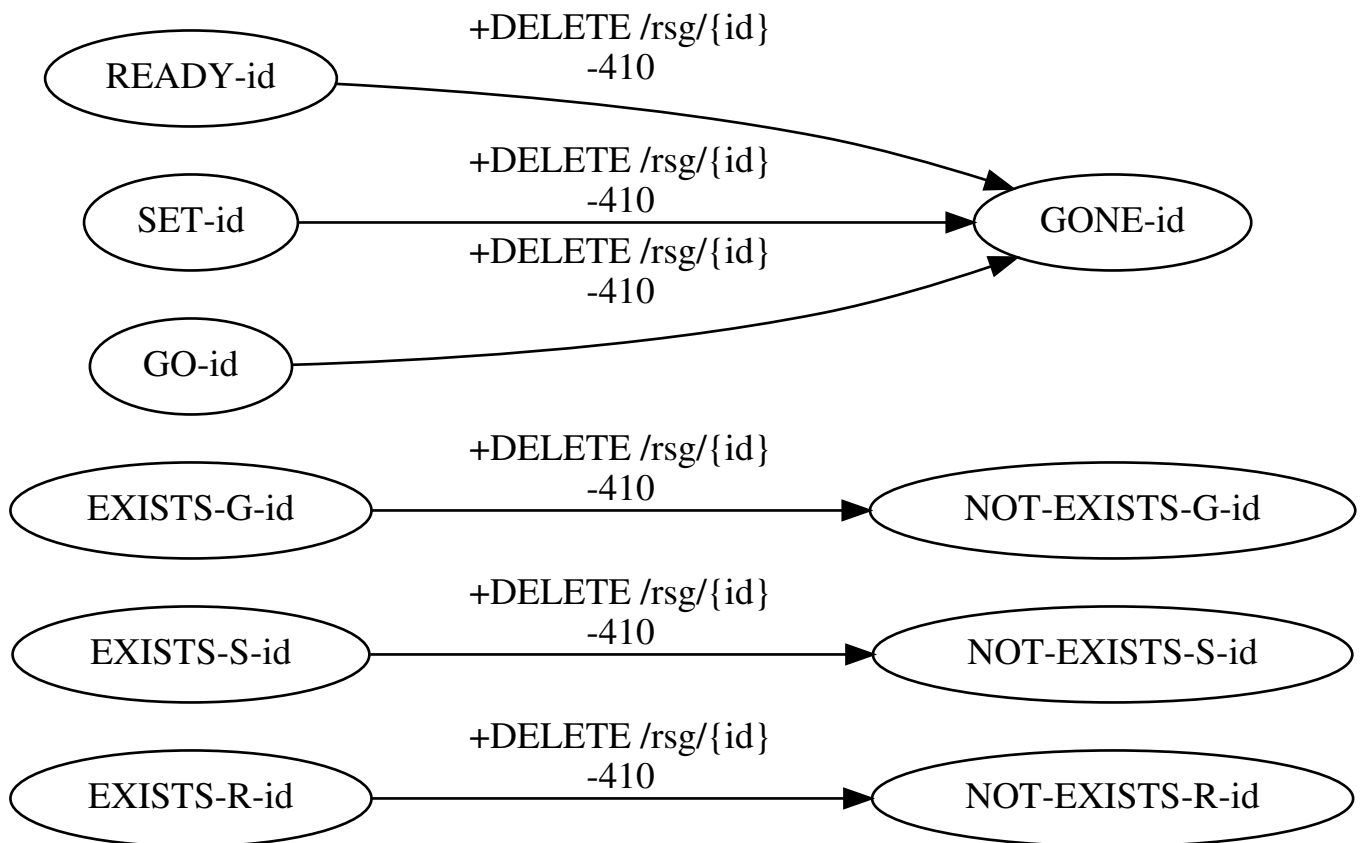 +DELETE /rsg/{id}
-410
READY-id
+DELETE /rsg/{id}
-410
SET-id
GONE-id
+DELETE /rsg/{id}
-410
GO-id
+DELETE /rsg/{id}
-410
EXISTS-G-id
NOT-EXISTS-G-id
+DELETE /rsg/{id}
-410
EXISTS-S-id
NOT-EXISTS-S-id
+DELETE /rsg/{id}
-410
EXISTS-R-id
NOT-EXISTS-R-id